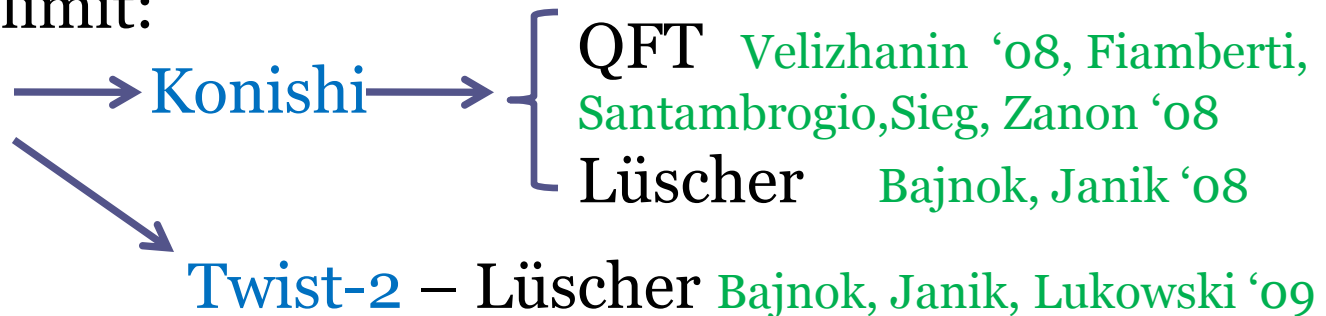 limit:
QFT Velizhanin ‘08, Fiamberti,
Konishi
Santambrogio,Sieg, Zanon ‘08
Lüscher Bajnok, Janik ‘08
Twist-2 – Lüscher Bajnok, Janik, Lukowski ‘09